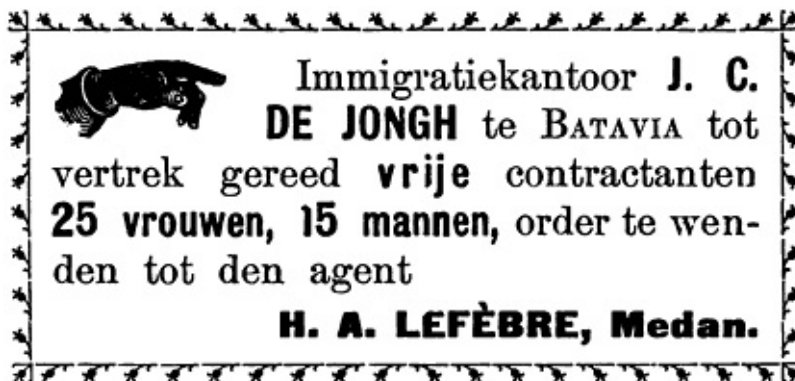 Immigratiekantoor J. C.
DE JONGH te BATAVIA tot
vertrek gereed vrije contractanten
25 vrouwen, 15 mannen, order te wen-
den tot den agent
H. A. LEFÈBRE, Medan.